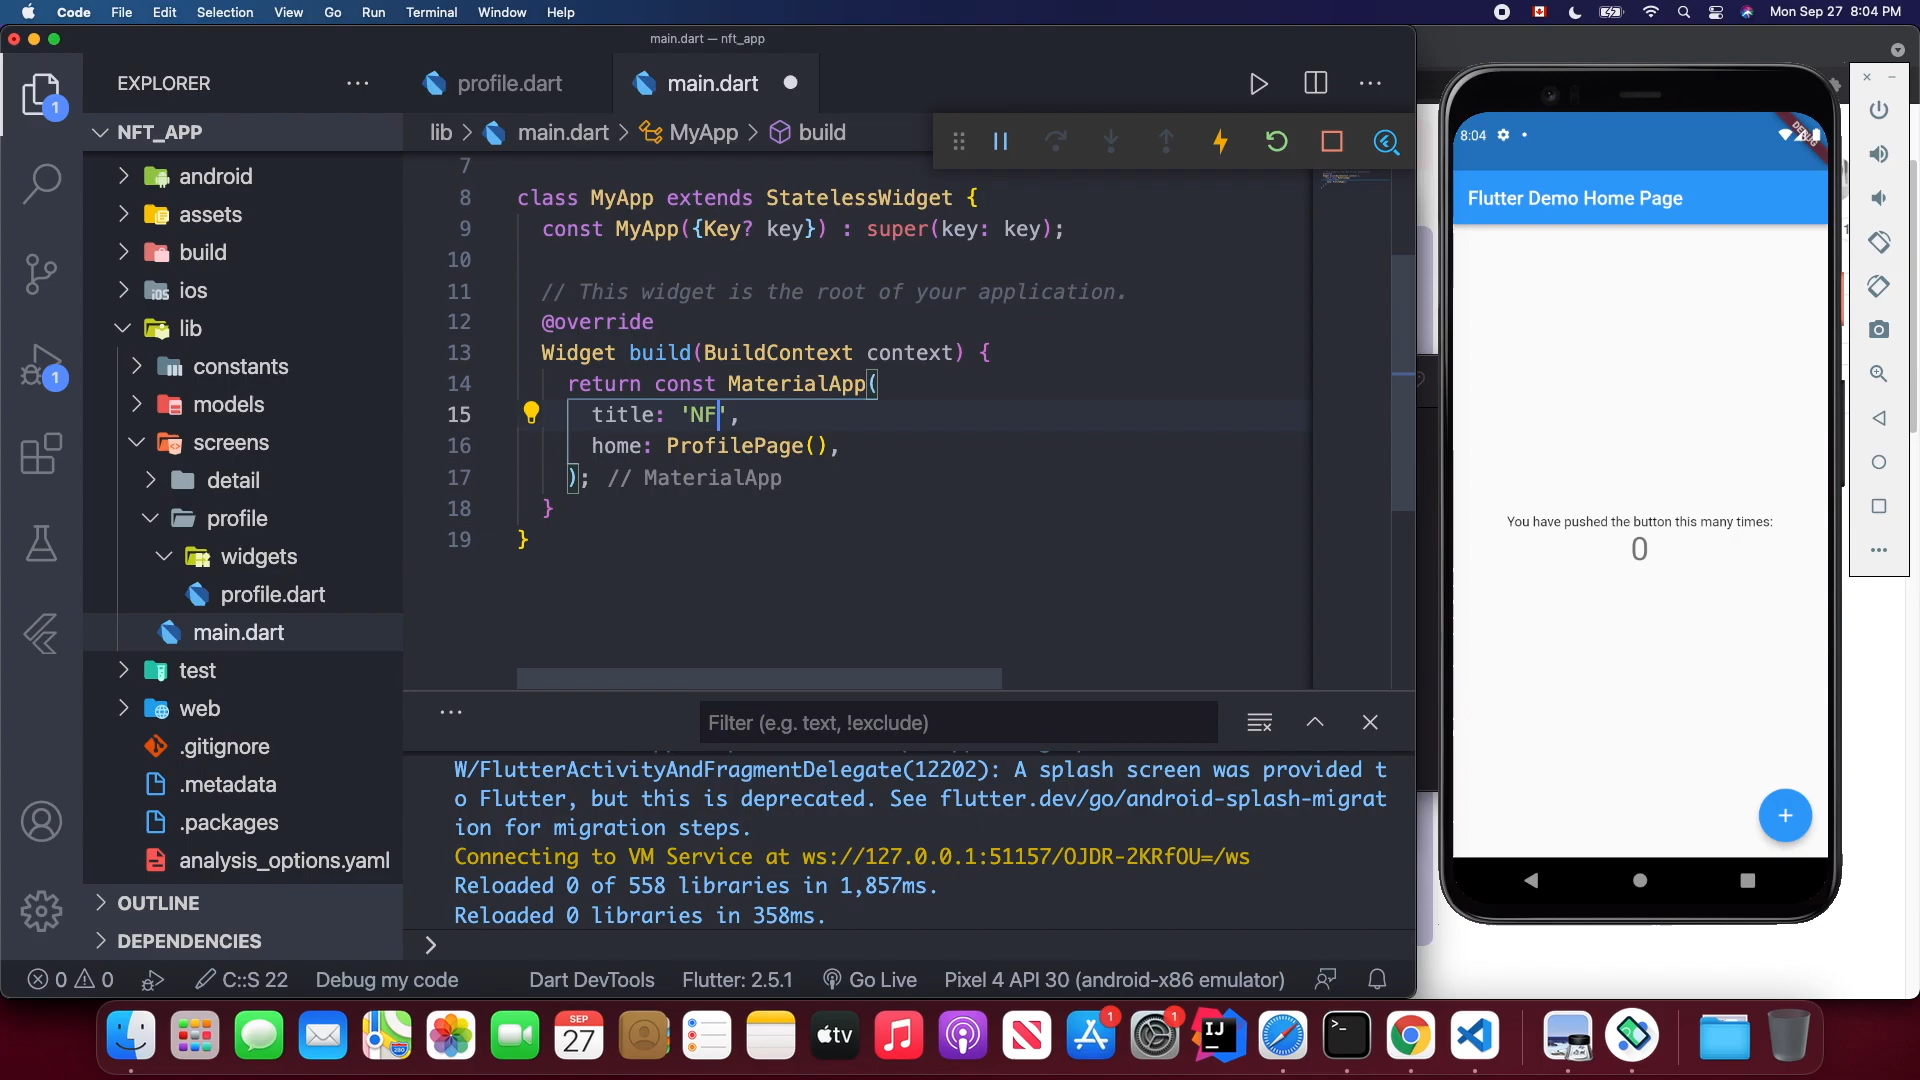 Code File Edit Selection View Go Run Terminal Window Help
Mon Sep 27 8:04 PM
main.dart — nft_app
EXPLORER
profile.dart
main.dart
NFT_APP
lib > main.dart > MyApp > build
android
assets
build
ios
lib
constants
models
screens
detail
profile
widgets
profile.dart
main.dart
test
web
.gitignore
.metadata
.packages
analysis_options.yaml
OUTLINE
DEPENDENCIES
7
8 class MyApp extends StatelessWidget {
9 const MyApp({Key? key}) : super(key: key);
10
11 // This widget is the root of your application.
12 @override
13 Widget build(BuildContext context) {
14 return const MaterialApp(
15 title: 'NF',
16 home: ProfilePage(),
17 ); // MaterialApp
18 }
19 }
Filter (e.g. text, !exclude)
W/FlutterActivityAndFragmentDelegate(12202): A splash screen was provided t
o Flutter, but this is deprecated. See flutter.dev/go/android-splash-migrat
ion for migration steps.
Connecting to VM Service at ws://127.0.0.1:51157/OJDR-2KRfOU=/ws
Reloaded 0 of 558 libraries in 1,857ms.
Reloaded 0 libraries in 358ms.
0 0 C::S 22 Debug my code Dart DevTools Flutter: 2.5.1 Go Live Pixel 4 API 30 (android-x86 emulator)
8:04
DEBUG
Flutter Demo Home Page
You have pushed the button this many times:
0
SEP
27
tv
IJ
1
1
1
1